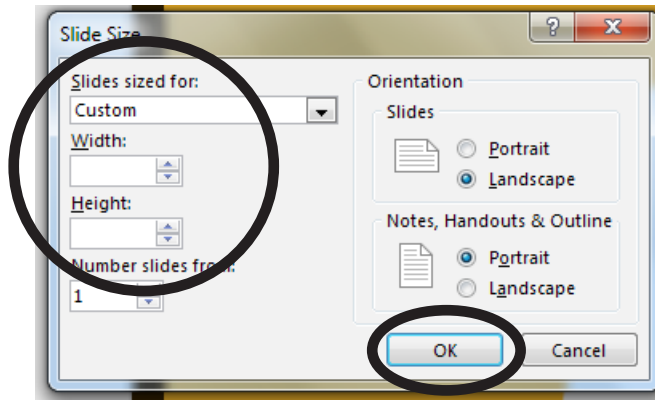 Slide Size
Slides sized for:
Custom
Width:
Height:
Number slides from:
1
Orientation
Slides
Portrait
Landscape
Notes, Handouts & Outline
Portrait
Landscape
OK
Cancel